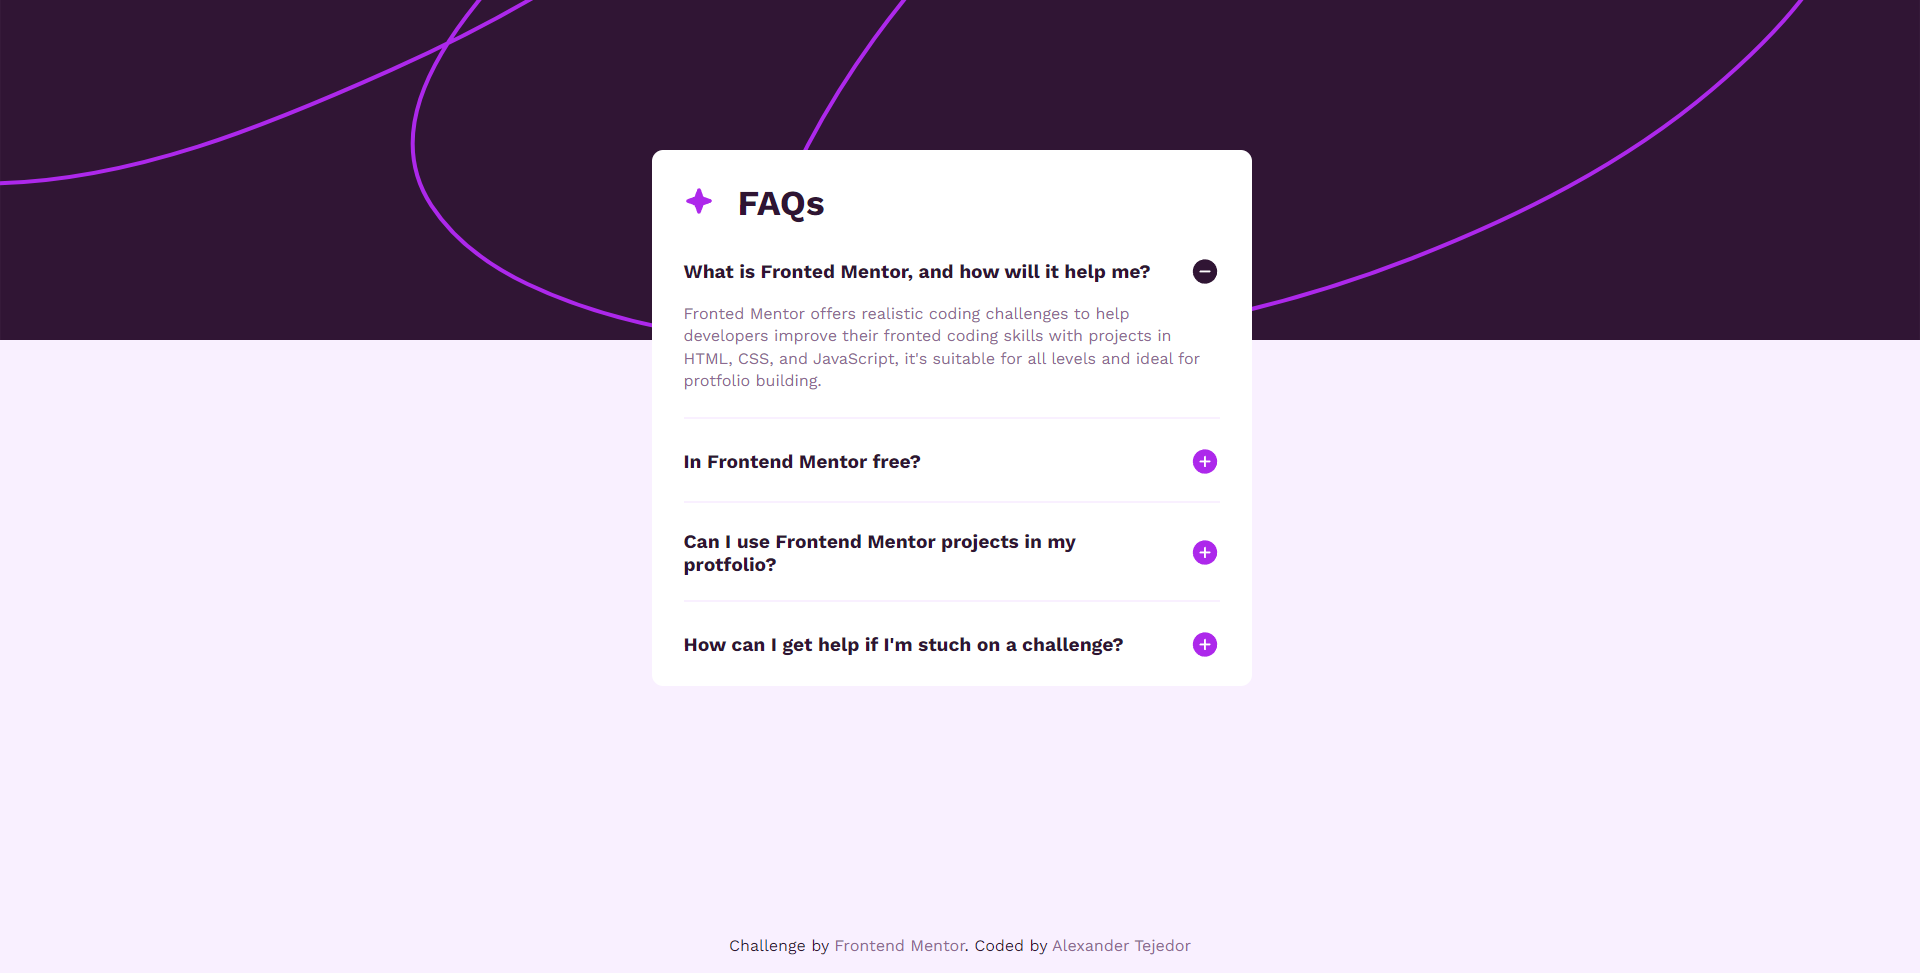 FAQs
What is Fronted Mentor, and how will it help me?
Fronted Mentor offers realistic coding challenges to help
developers improve their fronted coding skills with projects in
HTML, CSS, and JavaScript, it's suitable for all levels and ideal for
protfolio building.
In Frontend Mentor free?
Can I use Frontend Mentor projects in my
protfolio?
How can I get help if I'm stuch on a challenge?
Challenge by Frontend Mentor. Coded by Alexander Tejedor